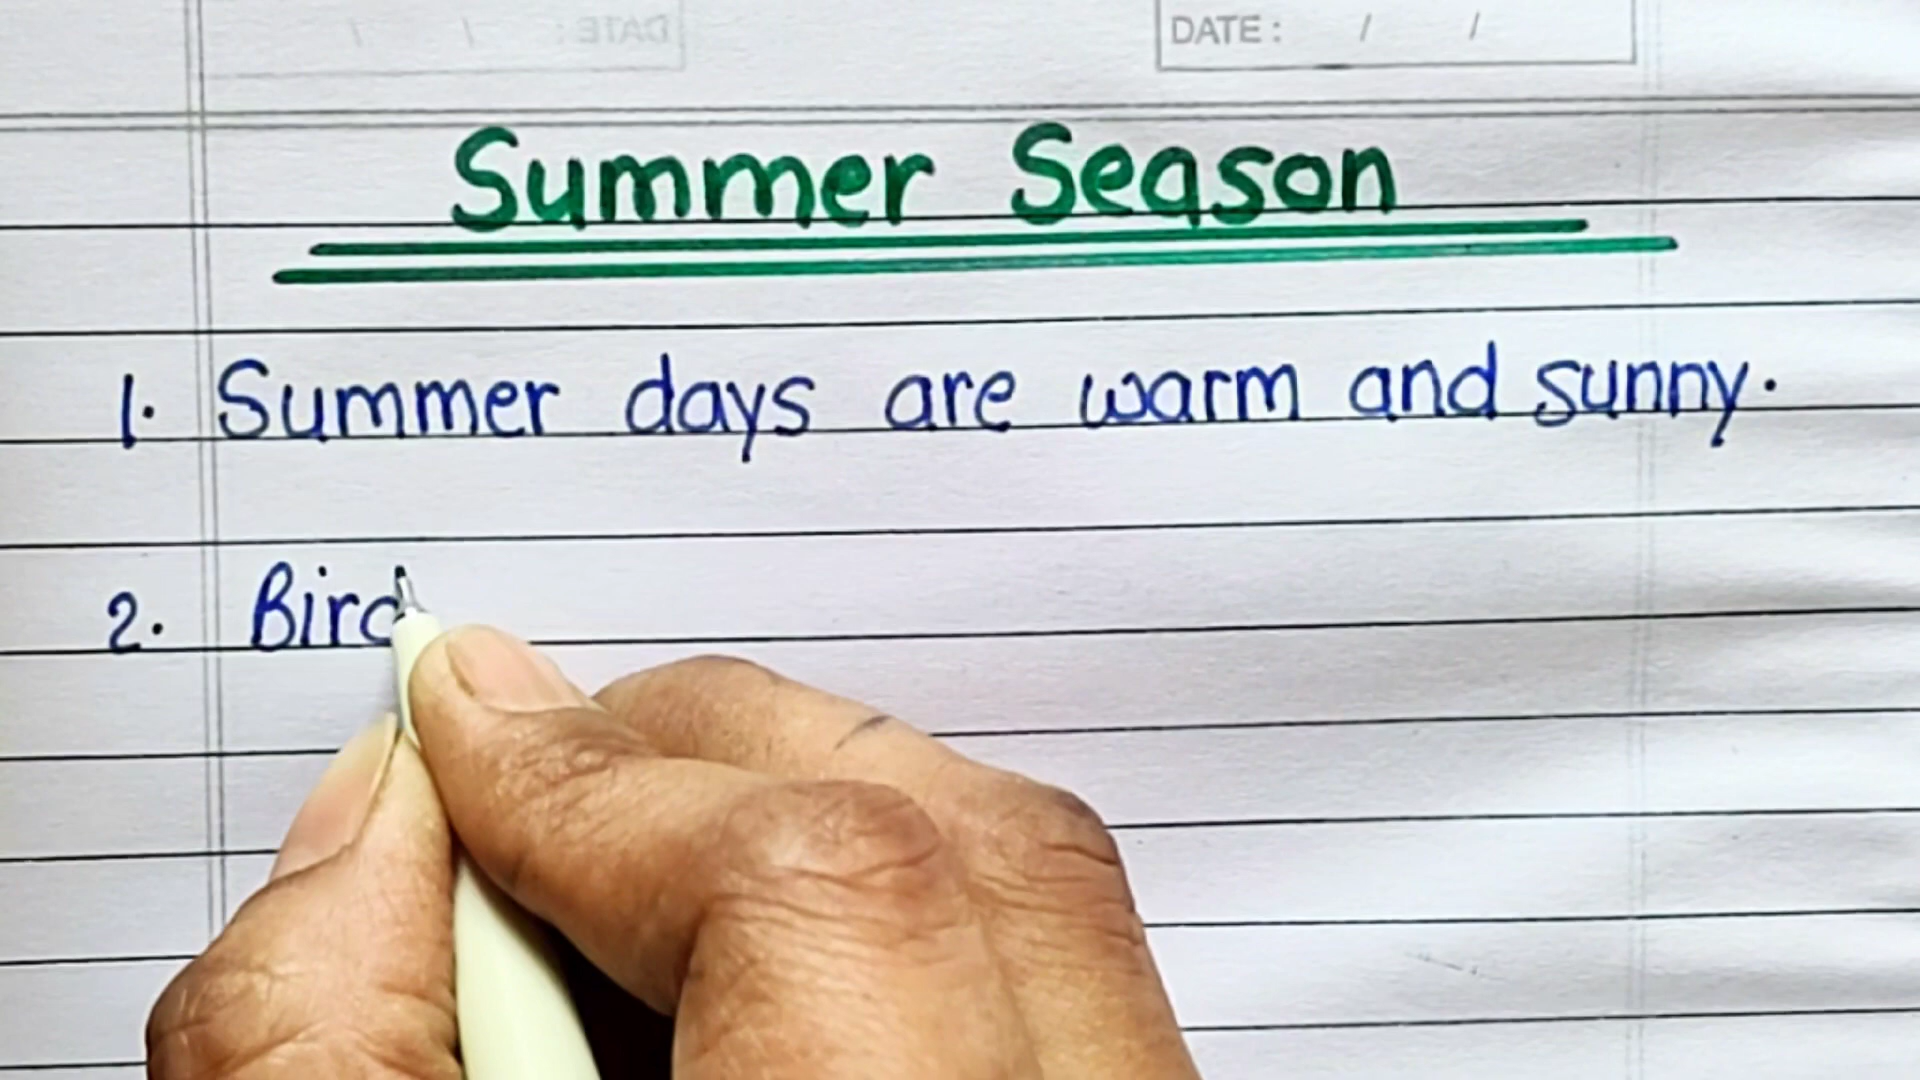 DATE: / /
Summer Season
1. Summer days are warm and sunny.
2. Bird